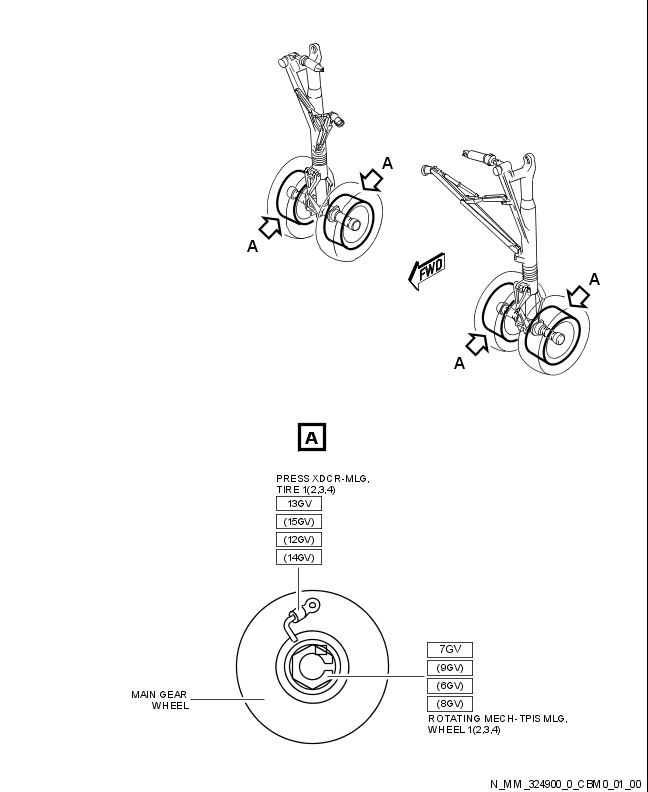 A
A
FWD
A
A
A
PRESS XDCR-MLG,
TIRE 1(2,3,4)
13GV
(15GV)
(12GV)
(14GV)
7GV
(9GV)
(6GV)
(8GV)
MAIN GEAR
WHEEL
ROTATING MECH-TPIS MLG,
WHEEL 1(2,3,4)
N_MM_324900_0_CBM0_01_00